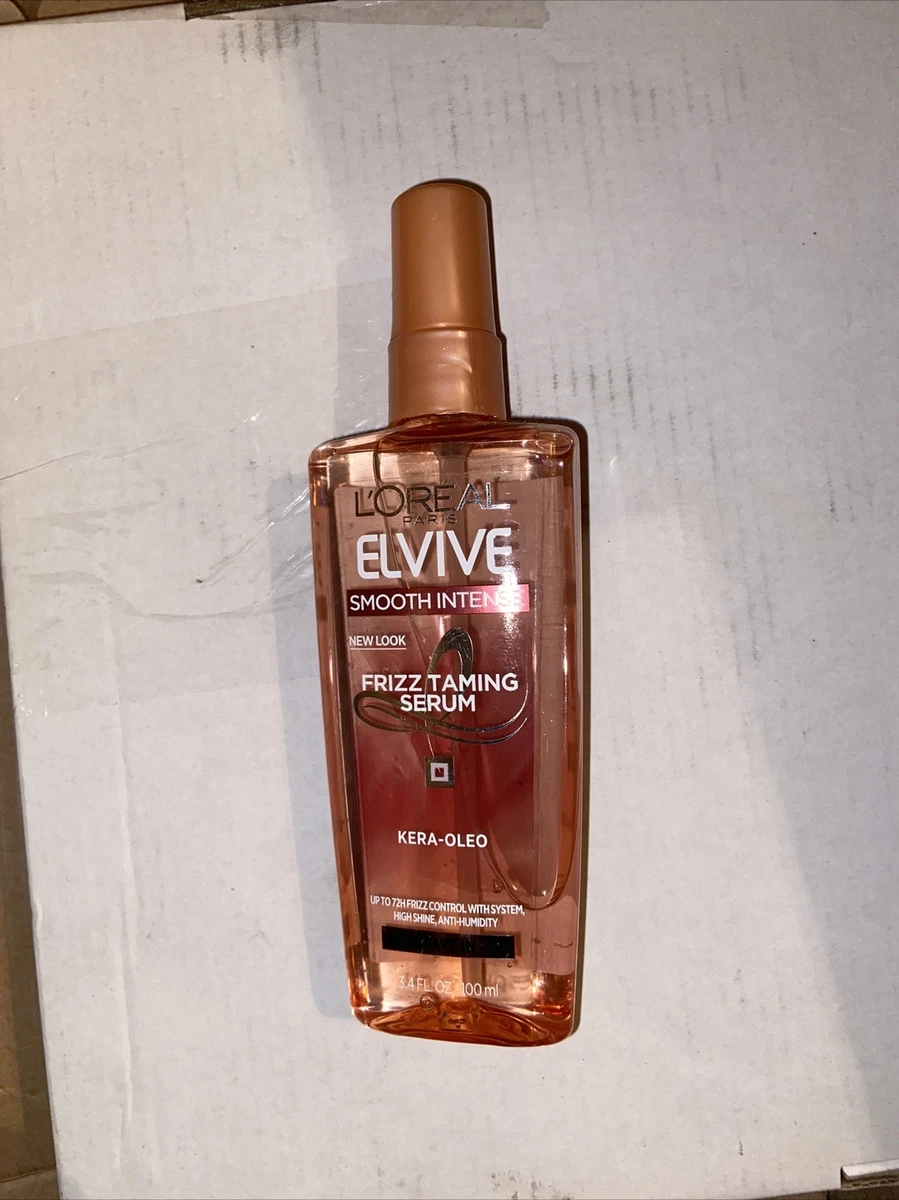 L'ORÉAL
PARIS
ELVIVE
SMOOTH INTENSE
NEW LOOK
FRIZZ TAMING
SERUM
KERA-OLEO
UP TO 72H FRIZZ CONTROL WITH SYSTEM,
HIGH SHINE, ANTI-HUMIDITY
3.4 FL. OZ. 100 ml